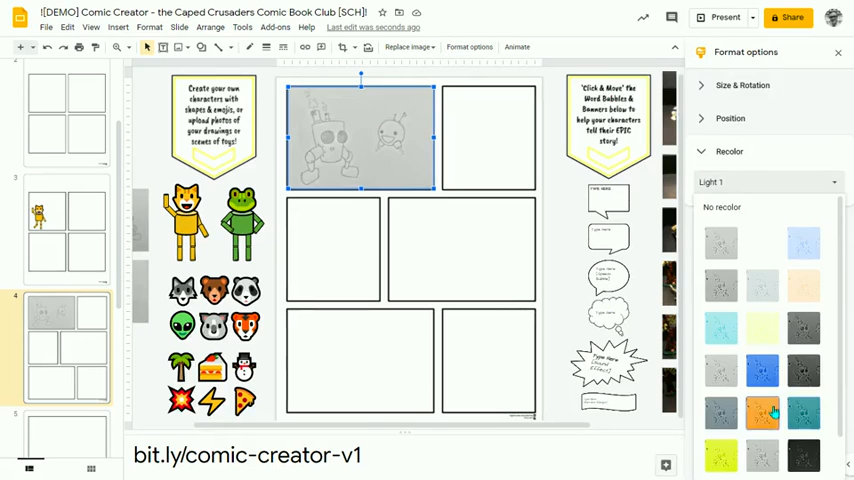 ![DEMO] Comic Creator - the Caped Crusaders Comic Book Club [SCH]!
Last edit was seconds ago
File Edit View Insert Format Slide Arrange Tools Add-ons Help
Present
Share
Replace image
Format options
Animate
Format options
Size & Rotation
Position
Recolor
Light 1
No recolor
2
3
4
5
Create your own
characters with
shapes & emojis, or
upload photos of
your drawings or
scenes of toys!
'Click & Move' the
Word Bubbles &
Banners below to
help your characters
tell their EPIC
story!
Type Here
Type Here
Type Here
Type Here
bit.ly/comic-creator-v1